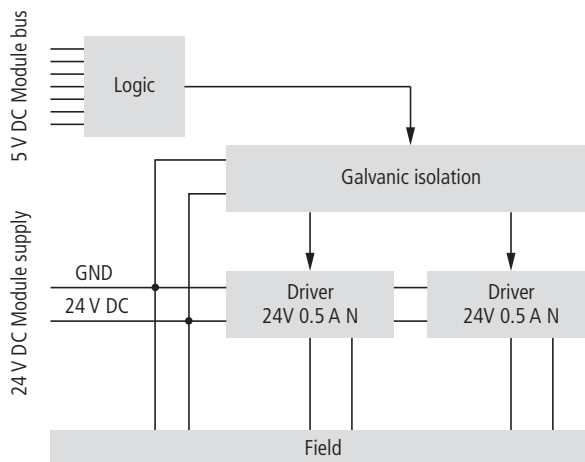 5 V DC Module bus
Logic
Galvanic isolation
24 V DC Module supply
GND
24 V DC
Driver
24V 0.5 A N
Driver
24V 0.5 A N
Field